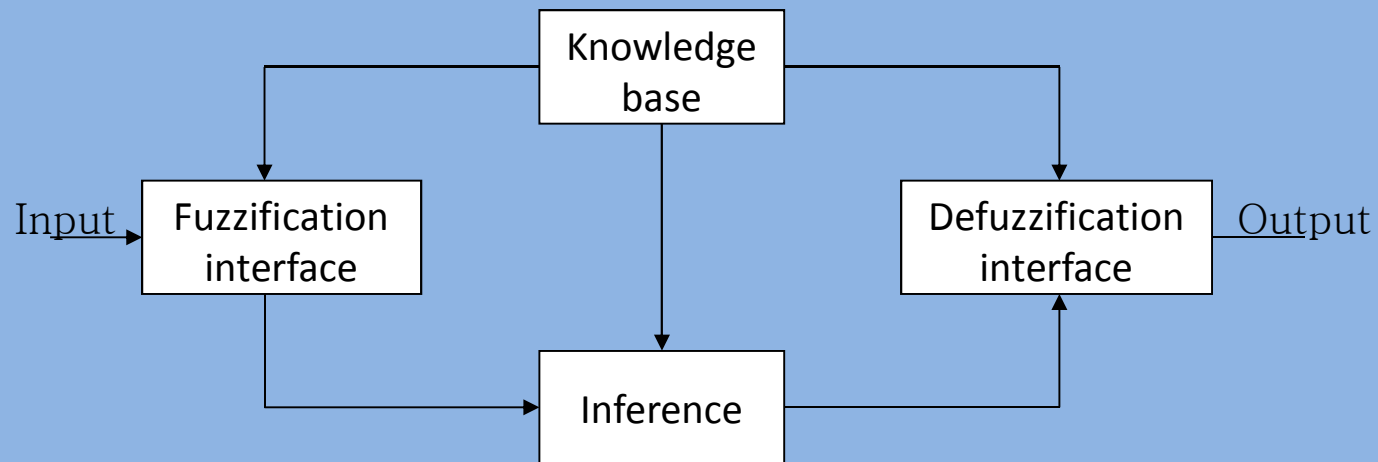 Knowledge
base
Input
Fuzzification
interface
Defuzzification
interface
Output
Inference